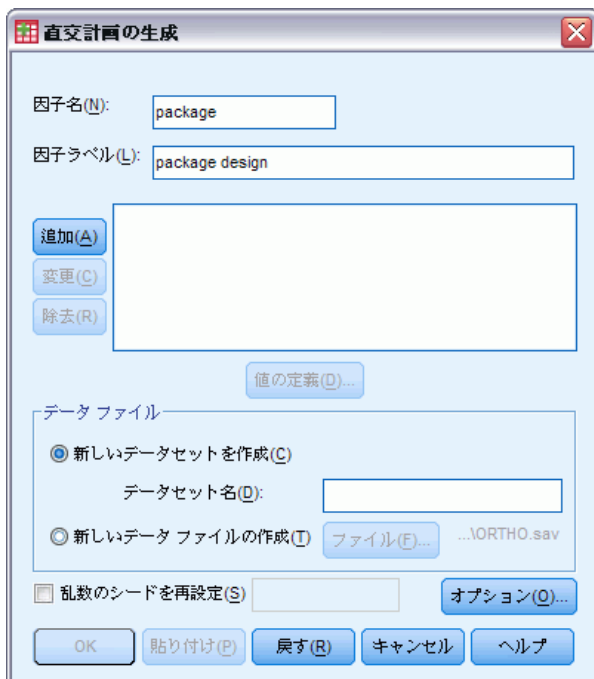 直交計画の生成
因子名(N):
package
因子ラベル(L):
package design
追加(A)
変更(C)
除去(R)
値の定義(D)...
データ ファイル
新しいデータセットを作成(C)
データセット名(D):
新しいデータ ファイルの作成(T)
ファイル(F)...
...\ORTHO.sav
乱数のシードを再設定(S)
オプション(O)...
OK
貼り付け(P)
戻す(R)
キャンセル
ヘルプ